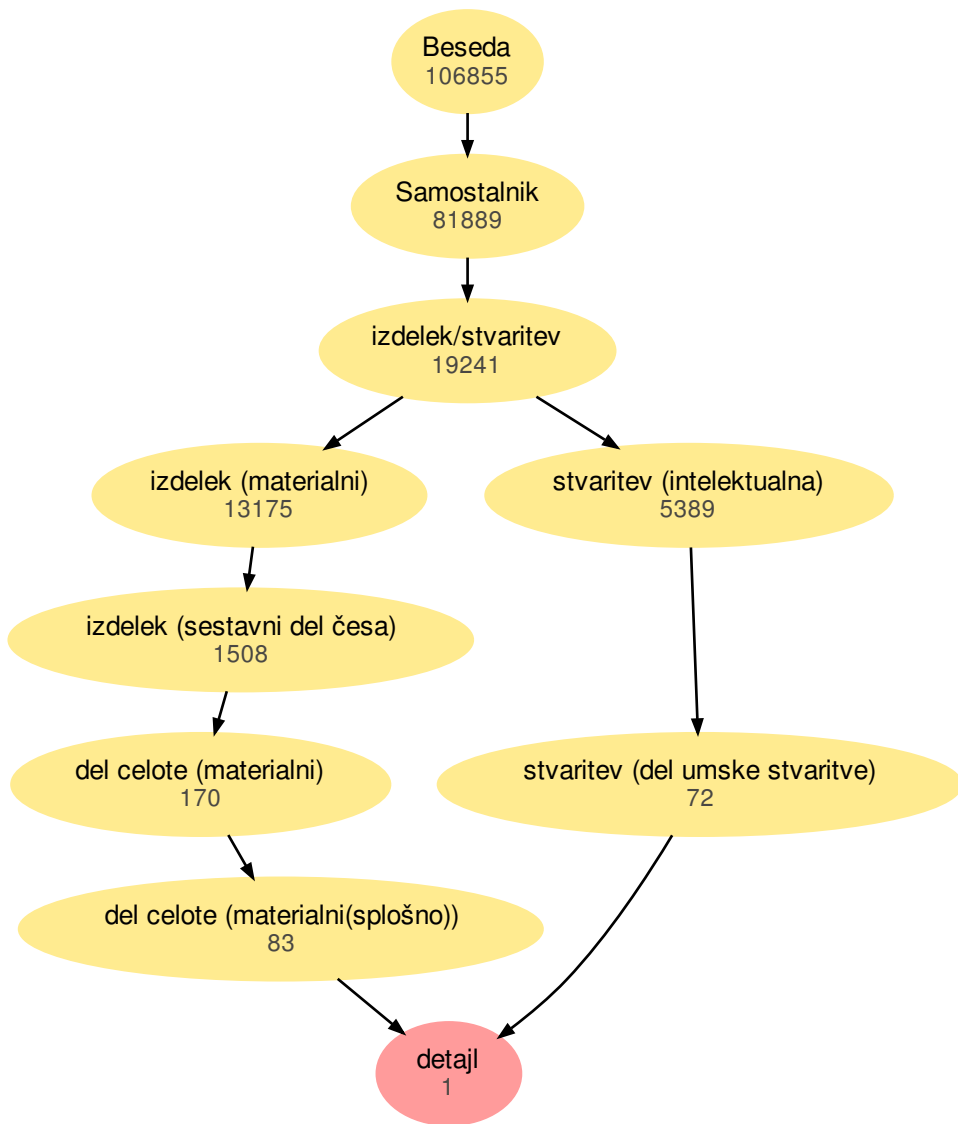 Beseda
106855
Samostalnik
81889
izdelek/stvaritev
19241
izdelek (materialni)
13175
stvaritev (intelektualna)
5389
izdelek (sestavni del česa)
1508
del celote (materialni)
170
stvaritev (del umske stvaritve)
72
del celote (materialni(splošno))
83
detajl
1